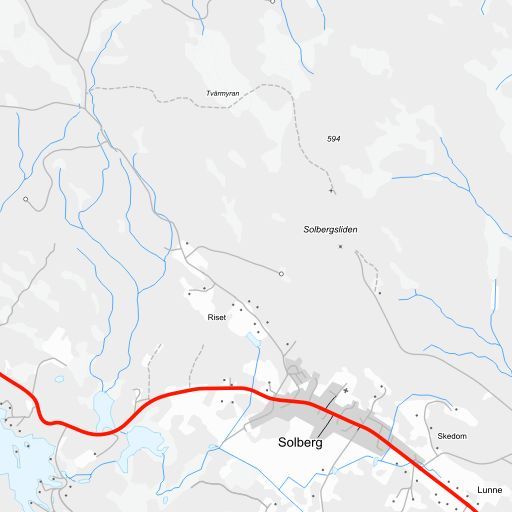 Tvärmyran
594
Solbergsliden
Riset
Solberg
Skedom
Lunne